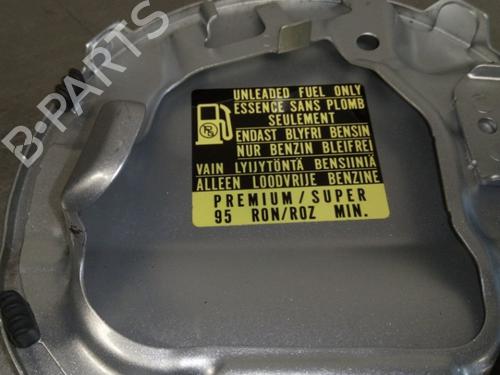 B-PARTS
UNLEADED FUEL ONLY
ESSENCE SANS PLOMB
SEULEMENT
ENDAST BLYFRI BENSIN
NUR BENZIN BLEIFREI
VAIN LYIJYTÖNTÄ BENSIINIÄ
ALLEEN LOODVRIJE BENZINE
PREMIUM/SUPER
95 RON/ROZ MIN.